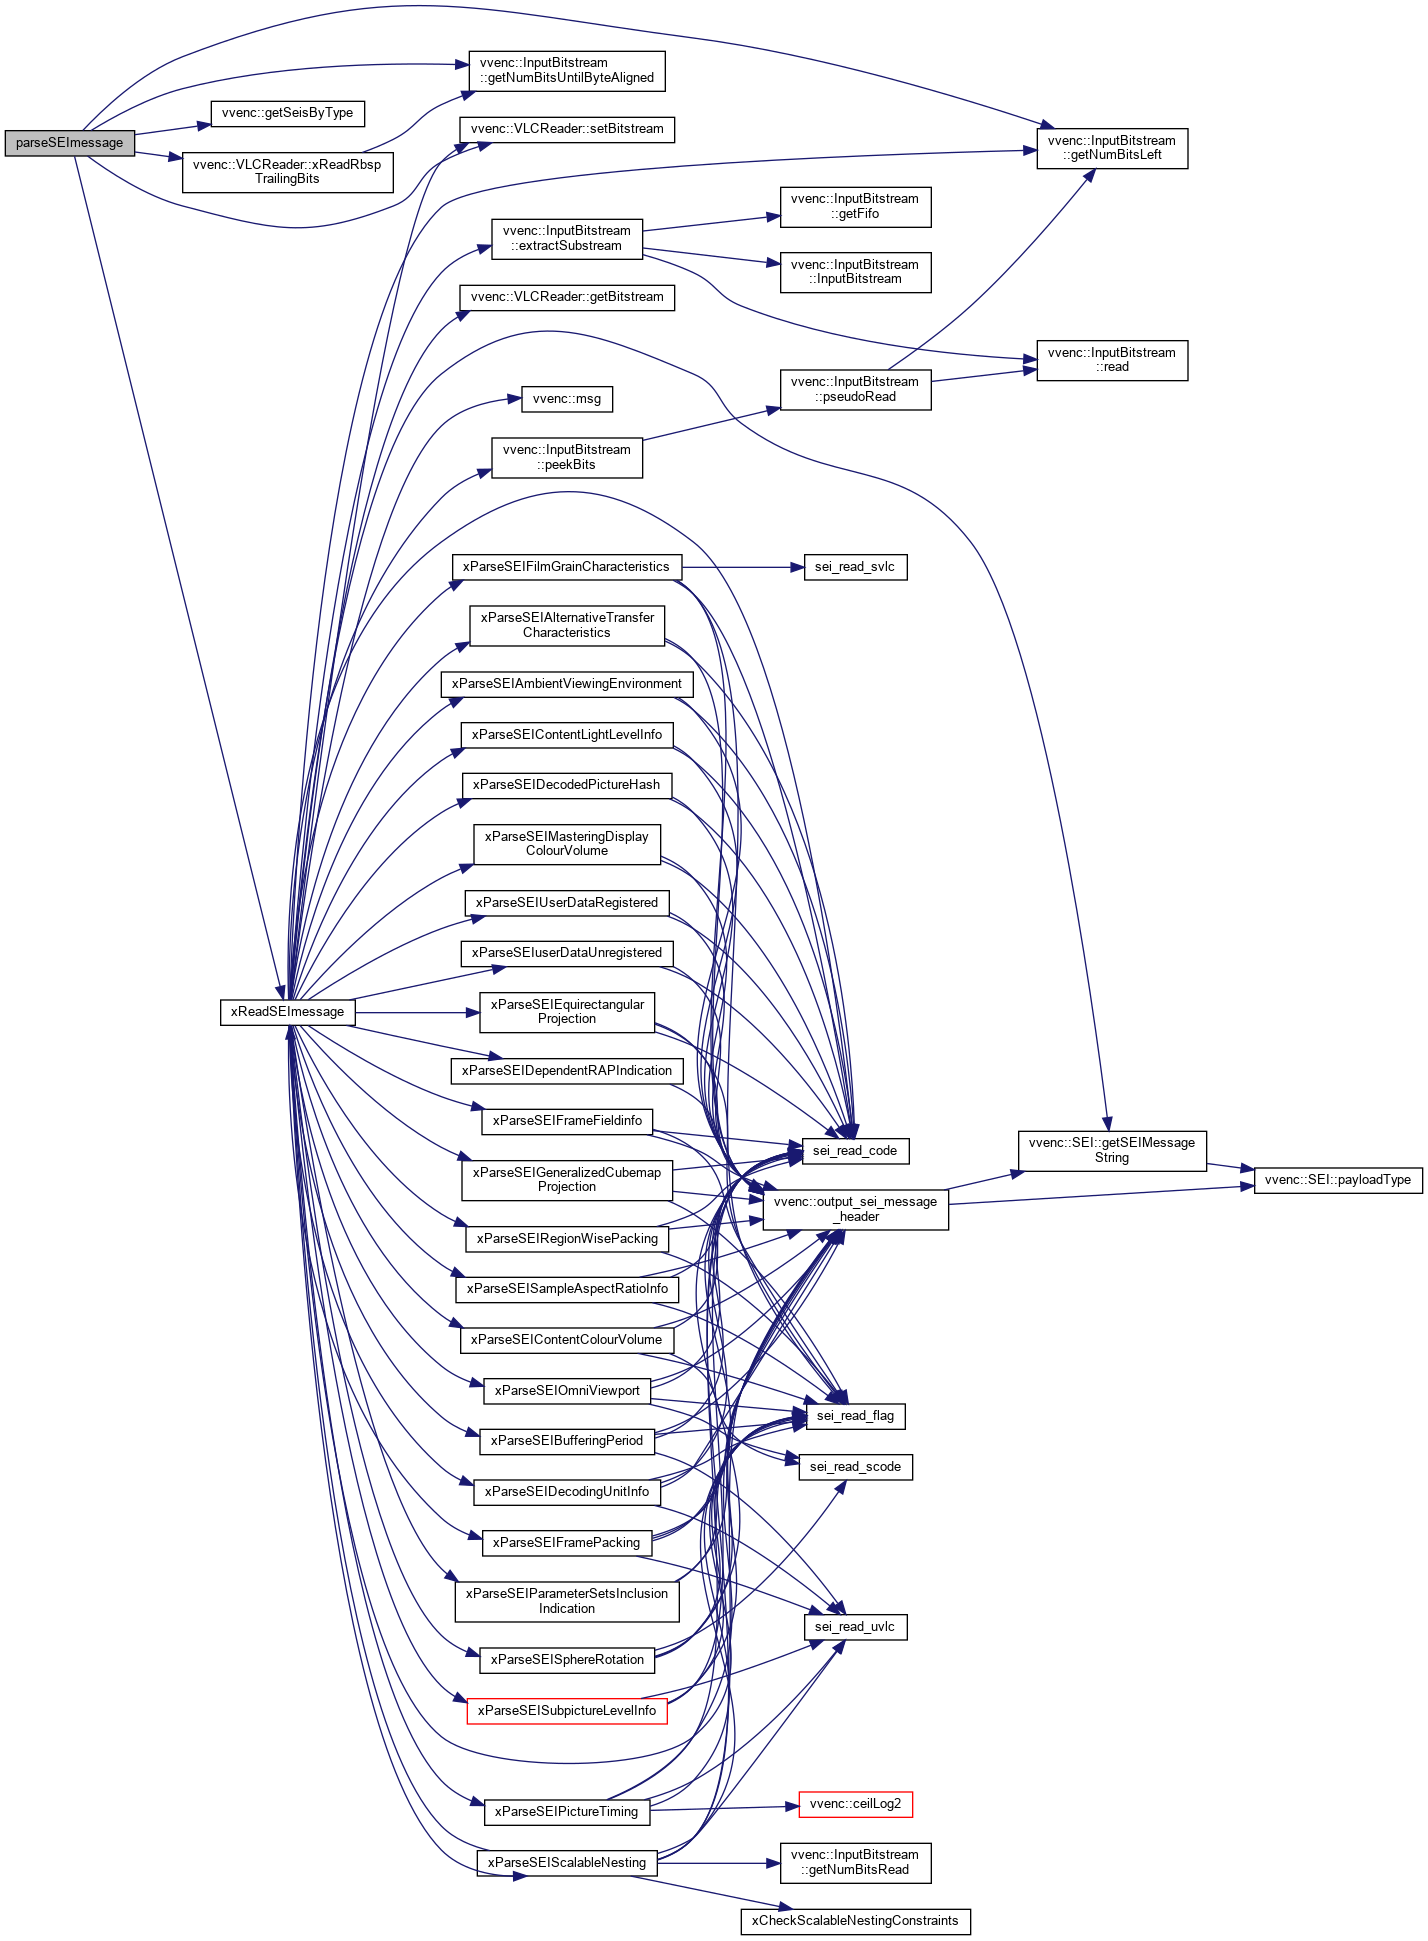 parseSEImessage
vvenc::InputBitstream
::getNumBitsUntilByteAligned
vvenc::getSeisByType
vvenc::VLCReader::xReadRbsp
TrailingBits
vvenc::VLCReader::setBitstream
vvenc::InputBitstream
::getNumBitsLeft
vvenc::InputBitstream
::extractSubstream
vvenc::InputBitstream
::getFifo
vvenc::InputBitstream
::InputBitstream
vvenc::VLCReader::getBitstream
vvenc::InputBitstream
::read
vvenc::InputBitstream
::pseudoRead
vvenc::msg
vvenc::InputBitstream
::peekBits
xParseSEIFilmGrainCharacteristics
sei_read_svlc
xParseSEIAlternativeTransfer
Characteristics
xParseSEIAmbientViewingEnvironment
xParseSEIContentLightLevelInfo
xParseSEIDecodedPictureHash
xParseSEIMasteringDisplay
ColourVolume
xParseSEIUserDataRegistered
xParseSEIuserDataUnregistered
xReadSEImessage
xParseSEIEquirectangular
Projection
xParseSEIDependentRAPIndication
xParseSEIFrameFieldinfo
sei_read_code
vvenc::SEI::getSEIMessage
String
vvenc::SEI::payloadType
xParseSEIGeneralizedCubemap
Projection
vvenc::output_sei_message
_header
xParseSEIRegionWisePacking
xParseSEISampleAspectRatioInfo
xParseSEIContentColourVolume
xParseSEIOmniViewport
sei_read_flag
xParseSEIBufferingPeriod
sei_read_scode
xParseSEIDecodingUnitInfo
xParseSEIFramePacking
xParseSEIParameterSetsInclusion
Indication
sei_read_uvlc
xParseSEISphereRotation
xParseSEISubpictureLevelInfo
xParseSEIPictureTiming
vvenc::ceilLog2
xParseSEIScalableNesting
vvenc::InputBitstream
::getNumBitsRead
xCheckScalableNestingConstraints